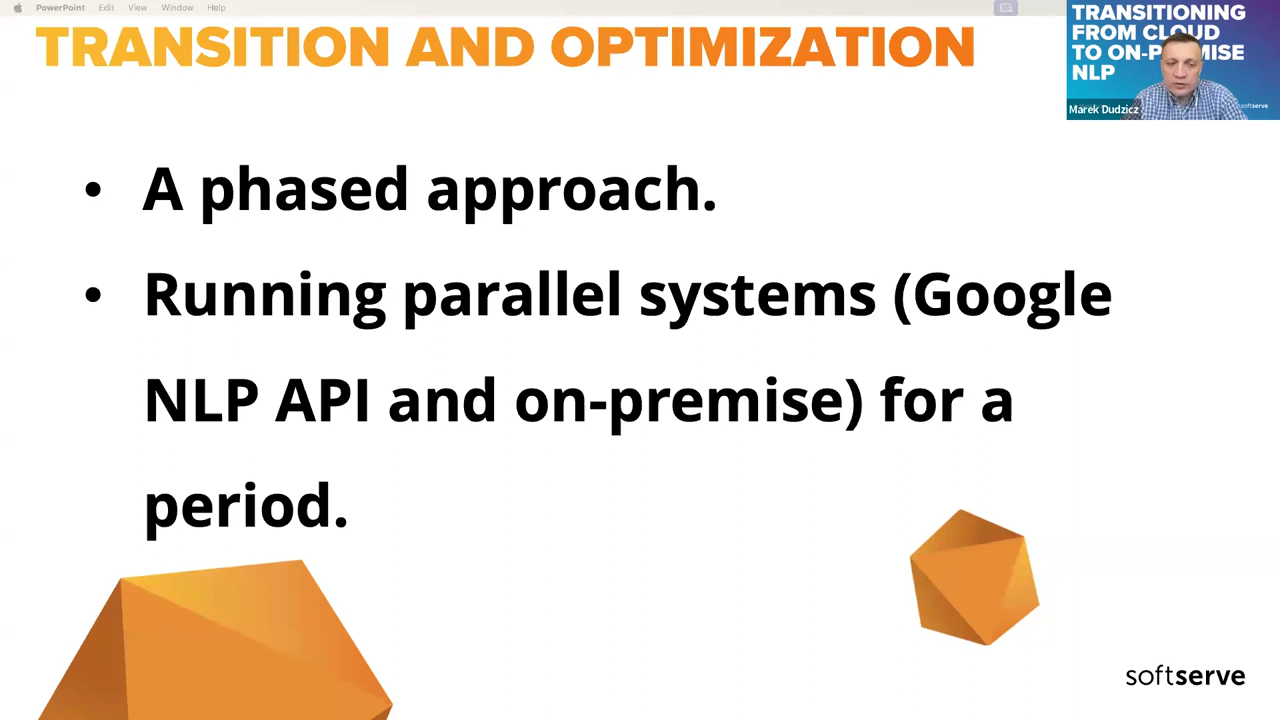 PowerPoint Edit View Window Help
TRANSITION AND OPTIMIZATION
TRANSITIONING
FROM CLOUD
TO ON-PREMISE
NLP
Marek Dudzicz
softserve
• A phased approach.
• Running parallel systems (Google
NLP API and on-premise) for a
period.
softserve